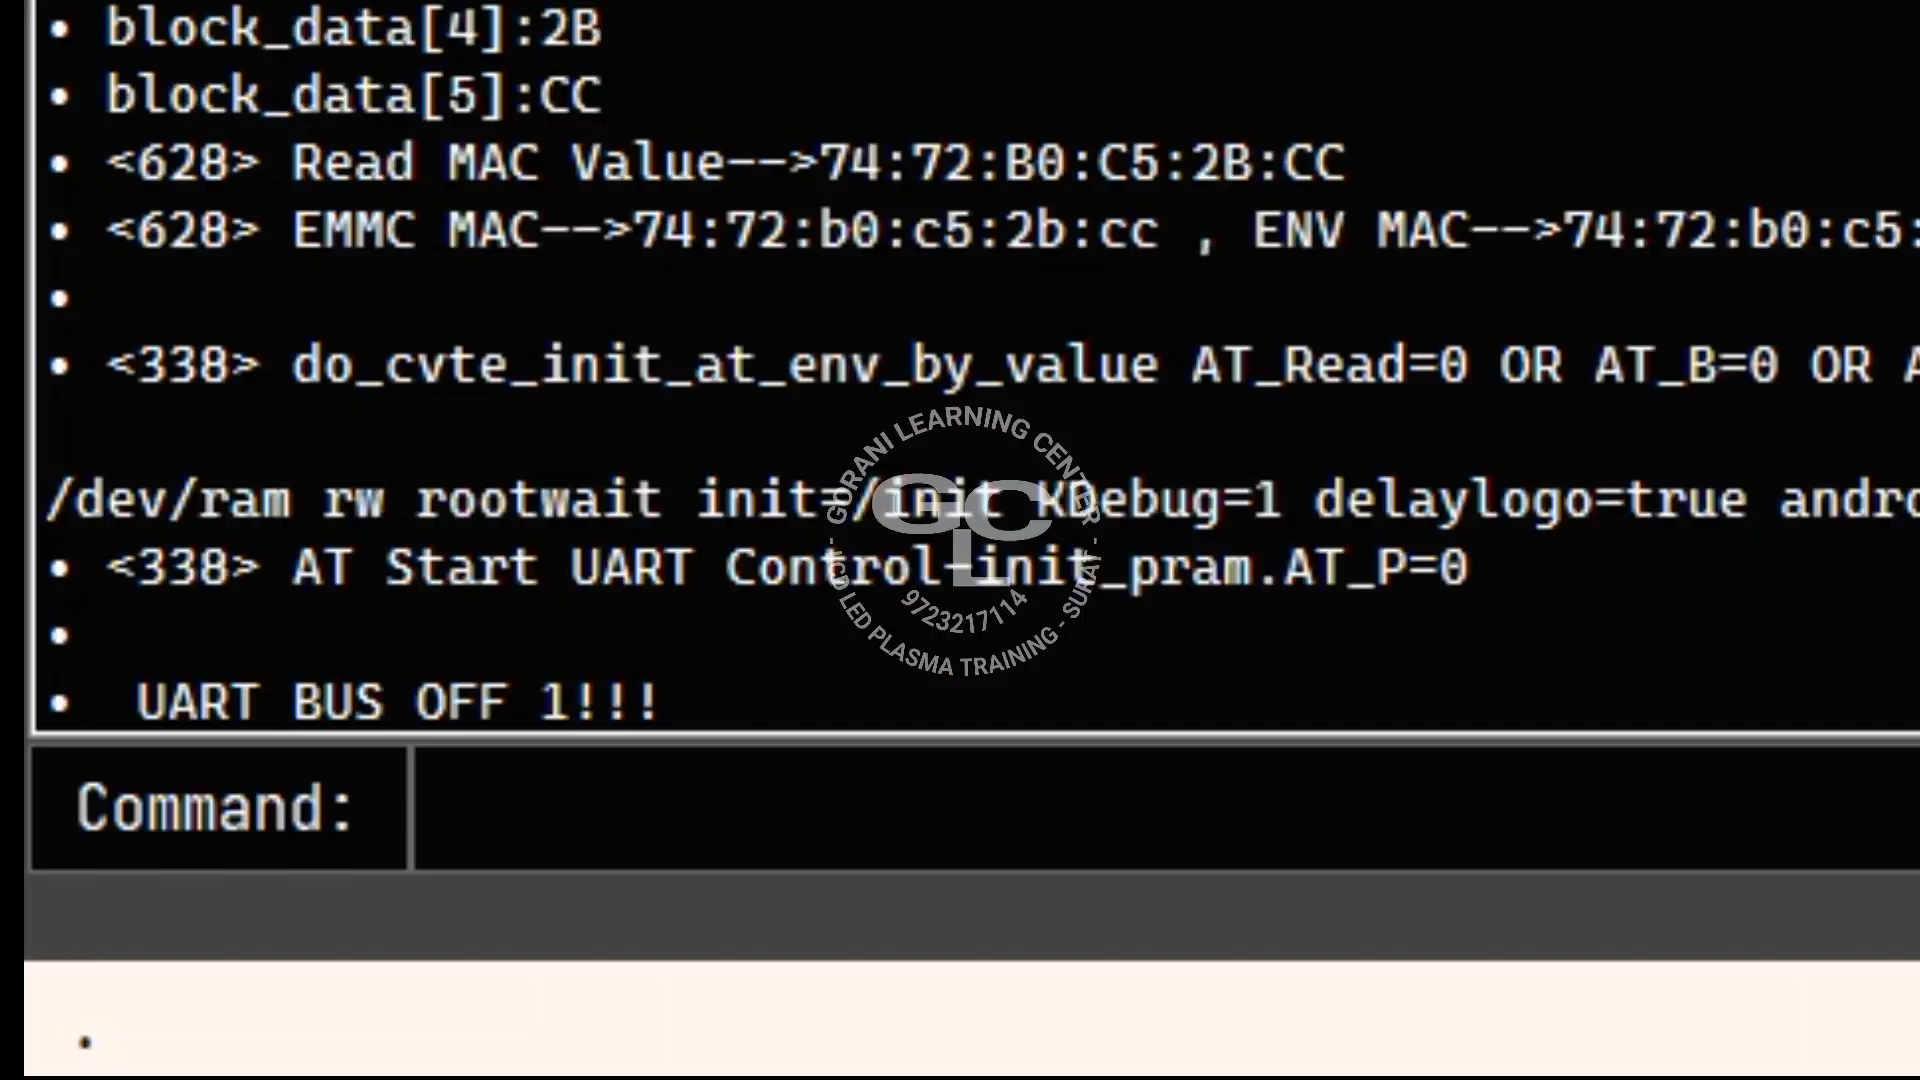 • block_data[4]:2B
• block_data[5]:CC
• <628> Read MAC Value-->74:72:B0:C5:2B:CC
• <628> EMMC MAC-->74:72:b0:c5:2b:cc , ENV MAC-->74:72:b0:c5:
•
• <338> do_cvte_init_at_env_by_value AT_Read=0 OR AT_B=0 OR A
/dev/ram rw rootwait init=/init KDebug=1 delaylogo=true andro
• <338> AT Start UART Control-init_pram.AT_P=0
•
• UART BUS OFF 1!!!
Command:
.
GORANI LEARNING CENTER
GCL
9723217114
- LCD LED PLASMA TRAINING - SURAT -